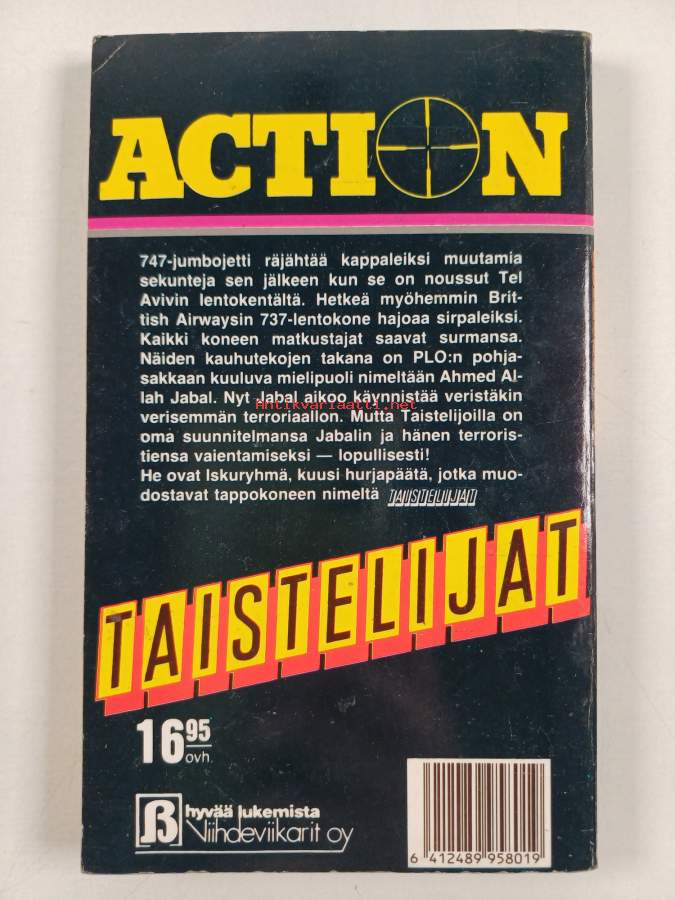 ACTION
747-jumbojetti räjähtää kappaleiksi muutamia
sekunteja sen jälkeen kun se on noussut Tel
Avivin lentokentältä. Hetkeä myöhemmin Brit-
tish Airwaysin 737-lentokone hajoaa sirpaleiksi.
Kaikki koneen matkustajat saavat surmansa.
Näiden kauhutekojen takana on PLO:n pohja-
sakkaan kuuluva mielipuoli nimeltään Ahmed Al-
lah Jabal. Nyt Jabal aikoo käynnistää veristäkin
Antikvariaatti.net
verisemmän terroriaallon. Mutta Taistelijoilla on
oma suunnitelmansa Jabalin ja hänen terroris-
tiensa vaientamiseksi — lopullisesti!
He ovat Iskuryhmä, kuusi hurjapäätä, jotka muo-
dostavat tappokoneen nimeltä TAISTELIJAT
TAISTELIJAT
16 95
ovh.
hyvää lukemista
Viihdeviikarit oy
6 412489 958019